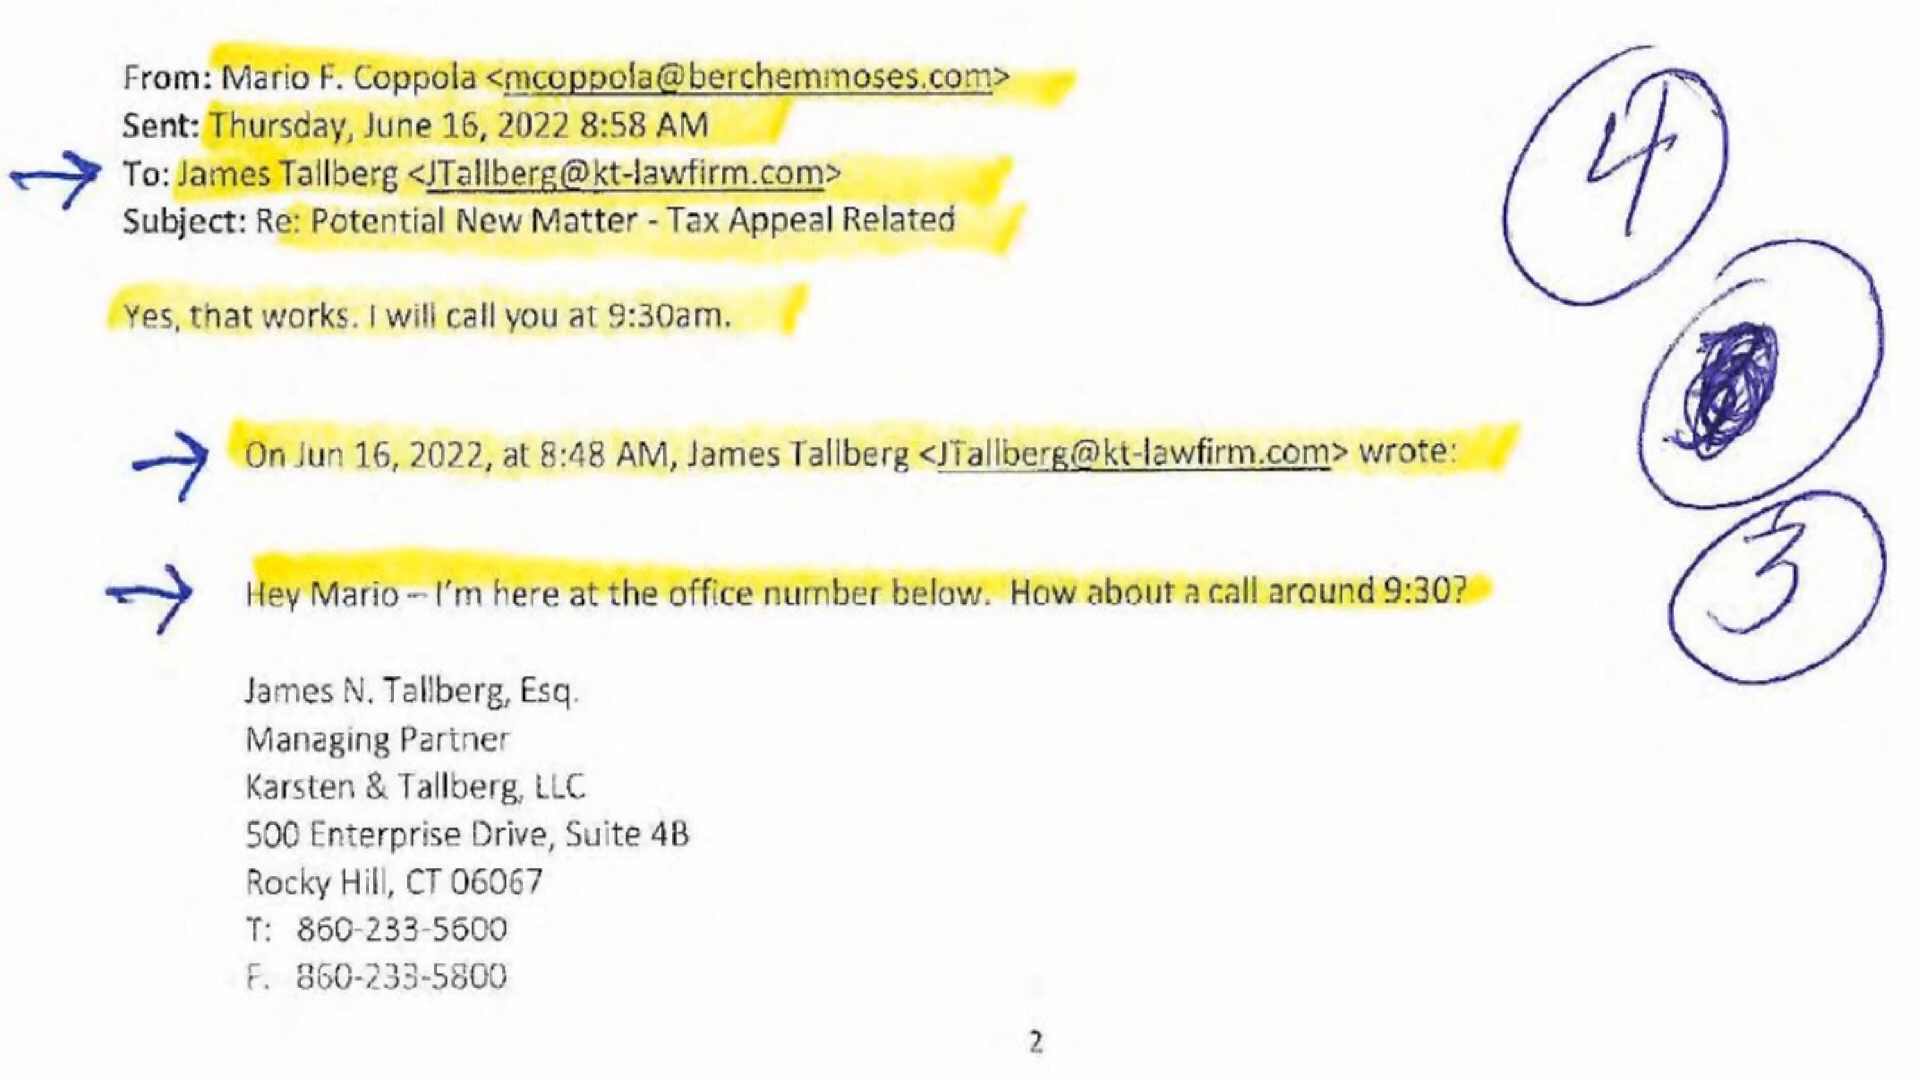 From: Mario F. Coppola <mcoppola@berchemmoses.com>
Sent: Thursday, June 16, 2022 8:58 AM
To: James Tallberg <JTallberg@kt-lawfirm.com>
Subject: Re: Potential New Matter - Tax Appeal Related
4
Yes, that works. I will call you at 9:30am.
On Jun 16, 2022, at 8:48 AM, James Tallberg <JTallberg@kt-lawfirm.com> wrote:
3
Hey Mario – I'm here at the office number below.  How about a call around 9:30?
James N. Tallberg, Esq.
Managing Partner
Karsten & Tallberg, LLC
500 Enterprise Drive, Suite 4B
Rocky Hill, CT 06067
T:   860-233-5600
F.   860-233-5800
2